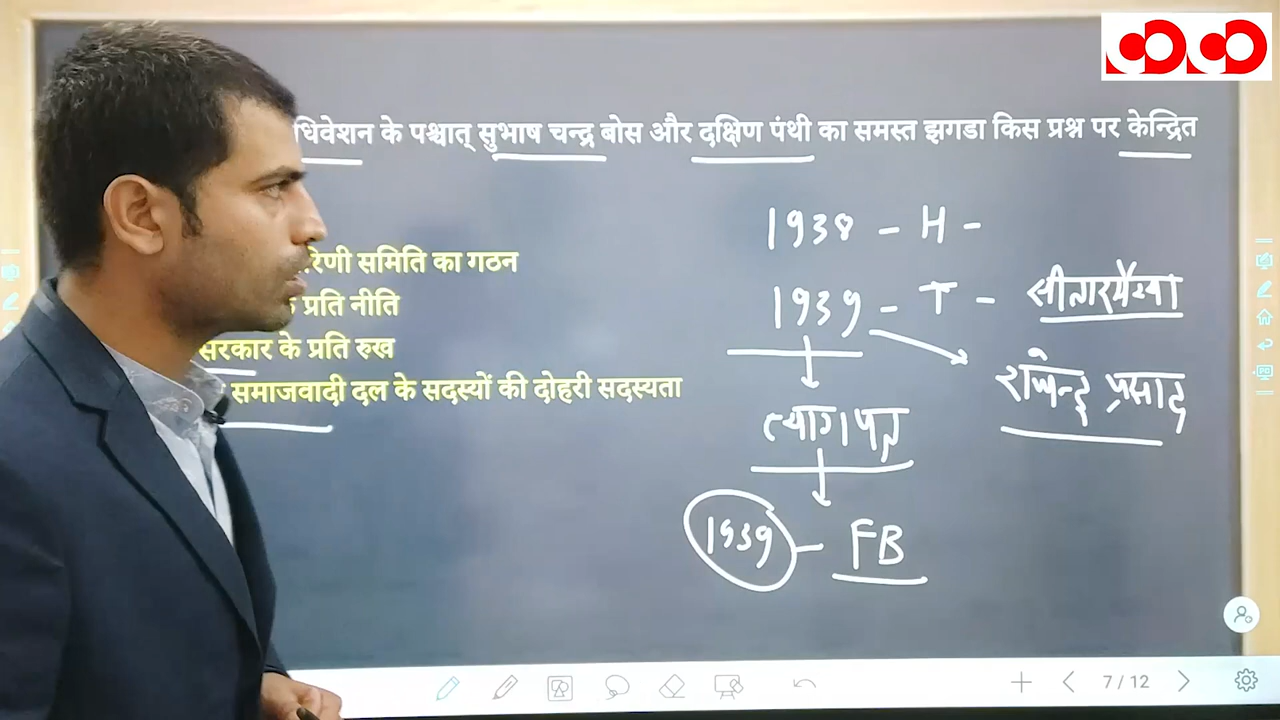 धिवेशन के पश्चात् सुभाष चन्द्र बोस और दक्षिण पंथी का समस्त झगडा किस प्रश्न पर केन्द्रित
रिणी समिति का गठन
के प्रति नीति
सरकार के प्रति रुख
समाजवादी दल के सदस्यों की दोहरी सदस्यता
1938 - H -
1939 - T - सीतारमैय्या
राजेन्द्र प्रसाद
त्यागपत्र
1939 - FB
7/12